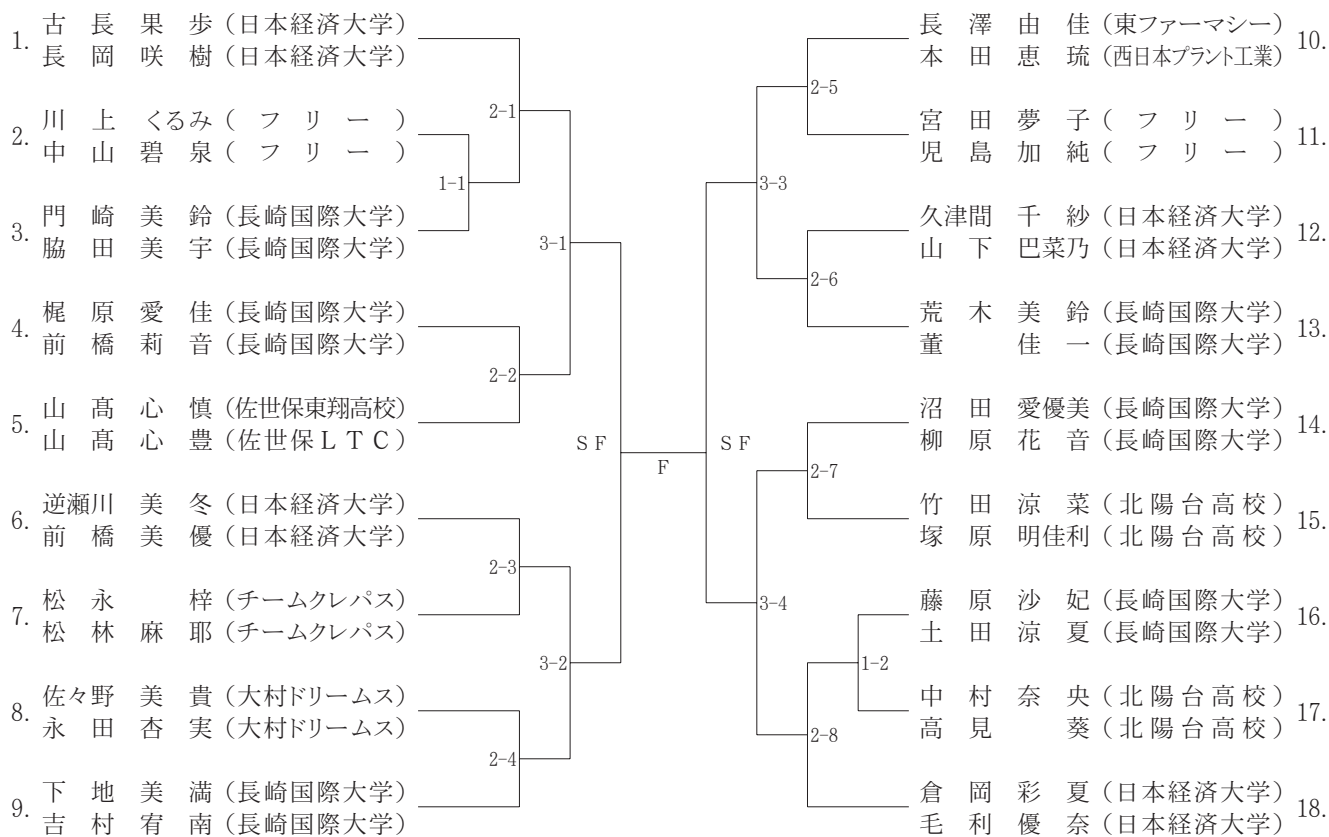 1. 古長果歩(日本経済大学)
長岡咲樹(日本経済大学)
2. 川上くるみ(フリー)
中山碧泉(フリー)
3. 門崎美鈴(長崎国際大学)
脇田美宇(長崎国際大学)
4. 梶原愛佳(長崎国際大学)
前橋莉音(長崎国際大学)
5. 山髙心慎(佐世保東翔高校)
山髙心豊(佐世保LTC)
6. 逆瀬川美冬(日本経済大学)
前橋美優(日本経済大学)
7. 松永梓(チームクレパス)
松林麻耶(チームクレパス)
8. 佐々野美貴(大村ドリームス)
永田杏実(大村ドリームス)
9. 下地美満(長崎国際大学)
吉村宥南(長崎国際大学)
1-1
2-1
2-2
2-3
2-4
3-1
3-2
SF
F
SF
3-3
3-4
2-5
2-6
2-7
2-8
1-2
長澤由佳(東ファーマシー) 10.
本田恵琉(西日本プラント工業)
宮田夢子(フリー) 11.
児島加純(フリー)
久津間千紗(日本経済大学) 12.
山下巴菜乃(日本経済大学)
荒木美鈴(長崎国際大学) 13.
董佳一(長崎国際大学)
沼田愛優美(長崎国際大学) 14.
柳原花音(長崎国際大学)
竹田涼菜(北陽台高校) 15.
塚原明佳利(北陽台高校)
藤原沙妃(長崎国際大学) 16.
土田涼夏(長崎国際大学)
中村奈央(北陽台高校) 17.
高見葵(北陽台高校)
倉岡彩夏(日本経済大学) 18.
毛利優奈(日本経済大学)